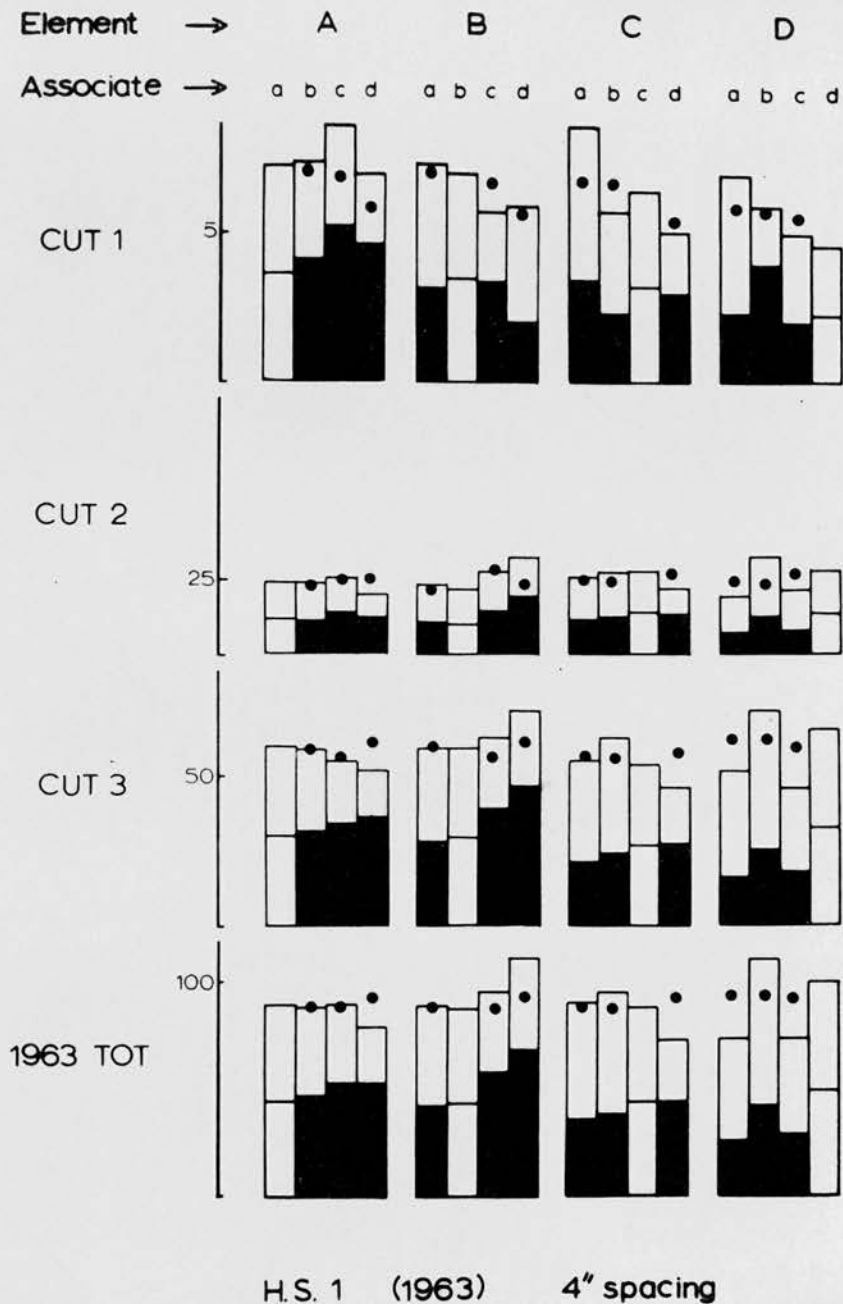 Element → A B C D
Associate → a b c d a b c d a b c d a b c d
CUT 1
5
CUT 2
25
CUT 3
50
100
1963 TOT
H.S. 1 (1963) 4" spacing